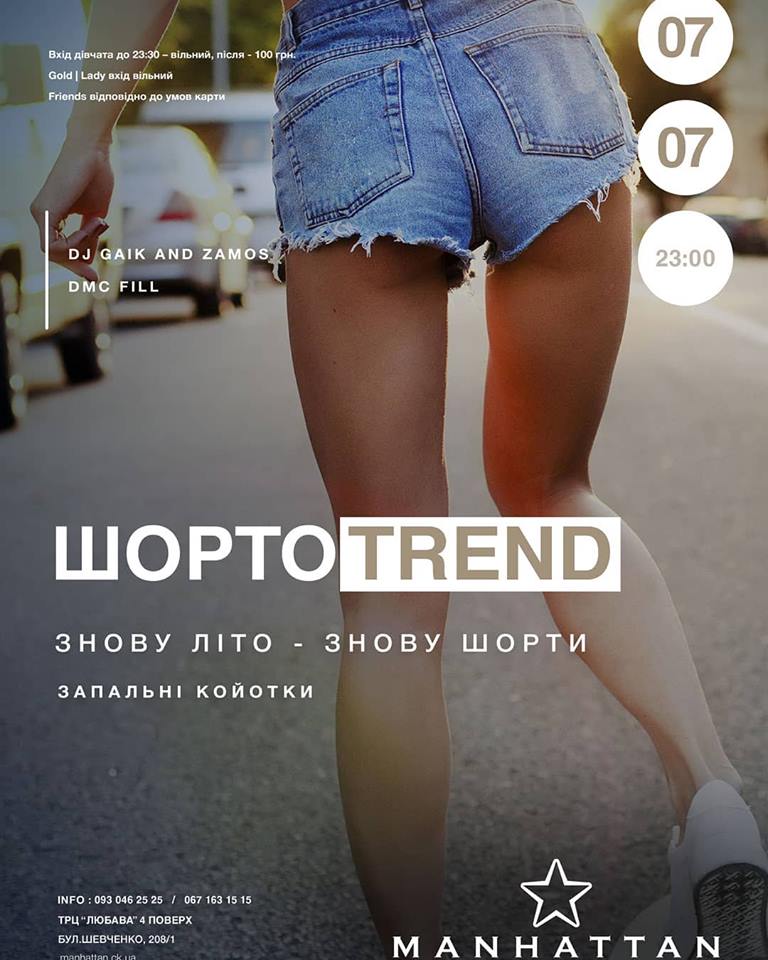 Вхід дівчата до 23:30 – вільний, після - 100 грн.
Gold | Lady вхід вільний
Friends відповідно до умов карти
07
07
23:00
DJ GAIK AND ZAMOS
DMC FILL
ШОРТОTREND
ЗНОВУ ЛІТО - ЗНОВУ ШОРТИ
ЗАПАЛЬНІ КОЙОТКИ
INFO : 093 046 25 25 / 067 163 15 15
ТРЦ "ЛЮБАВА" 4 ПОВЕРХ
БУЛ.ШЕВЧЕНКО, 208/1
manhattan.ck.ua
MANHATTAN